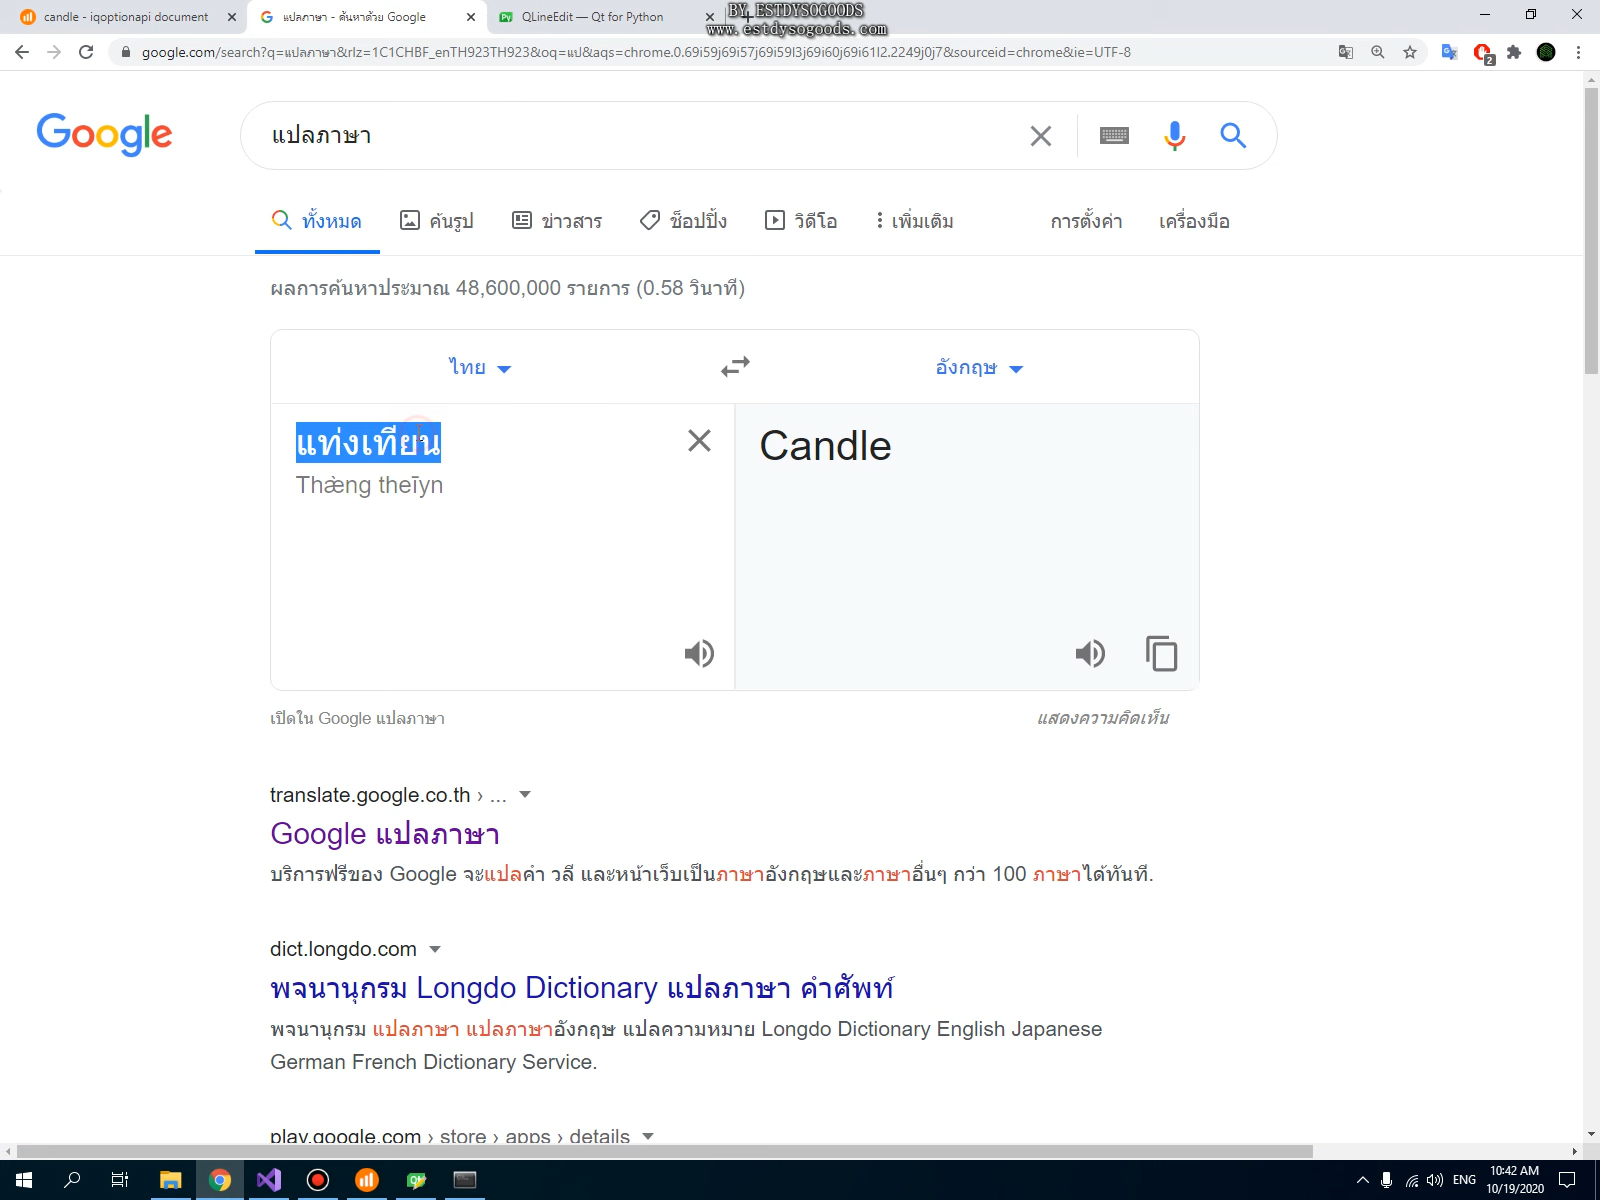 candle - iqoptionapi document
แปลภาษา - ค้นหาด้วย Google
QLineEdit — Qt for Python
BY ESTDYSOGOODS
www.estdysogoods.com
google.com/search?q=แปลภาษา&rlz=1C1CHBF_enTH923TH923&oq=แป&aqs=chrome.0.69i59j69i57j69i59l3j69i60j69i61l2.2249j0j7&sourceid=chrome&ie=UTF-8
2
Google
แปลภาษา
ทั้งหมด
ค้นรูป
ข่าวสาร
ช็อปปิ้ง
วิดีโอ
เพิ่มเติม
การตั้งค่า
เครื่องมือ
ผลการค้นหาประมาณ 48,600,000 รายการ (0.58 วินาที)
ไทย
อังกฤษ
แท่งเทียน
Thæ̀ng theīyn
Candle
เปิดใน Google แปลภาษา
แสดงความคิดเห็น
translate.google.co.th › ...
Google แปลภาษา
บริการฟรีของ Google จะแปลคำ วลี และหน้าเว็บเป็นภาษาอังกฤษและภาษาอื่นๆ กว่า 100 ภาษาได้ทันที.
dict.longdo.com
พจนานุกรม Longdo Dictionary แปลภาษา คำศัพท์
พจนานุกรม แปลภาษา แปลภาษาอังกฤษ แปลความหมาย Longdo Dictionary English Japanese
German French Dictionary Service.
play.google.com › store › apps › details
ENG
10:42 AM
10/19/2020